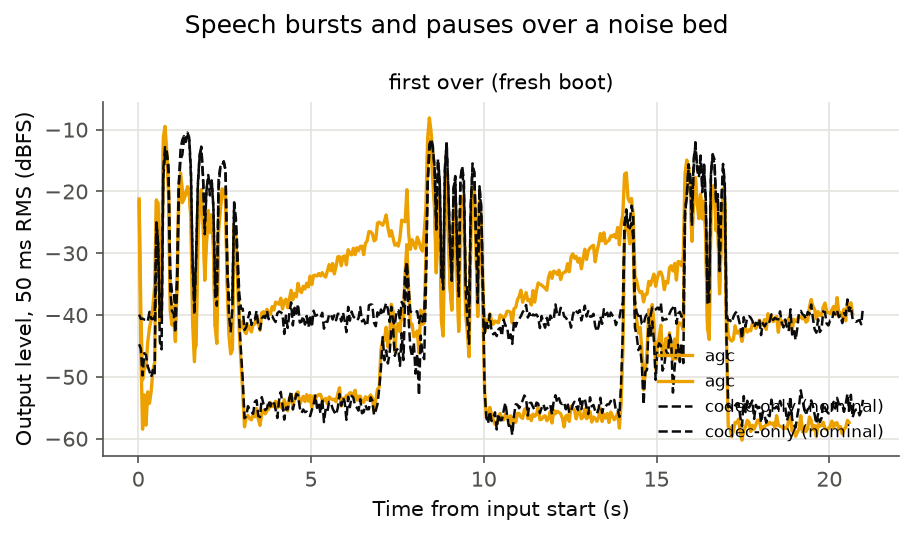 Speech bursts and pauses over a noise bed
first over (fresh boot)
Output level, 50 ms RMS (dBFS)
−10
−20
−30
−40
−50
−60
agc
agc
codec-only (nominal)
codec-only (nominal)
0
5
10
15
20
Time from input start (s)